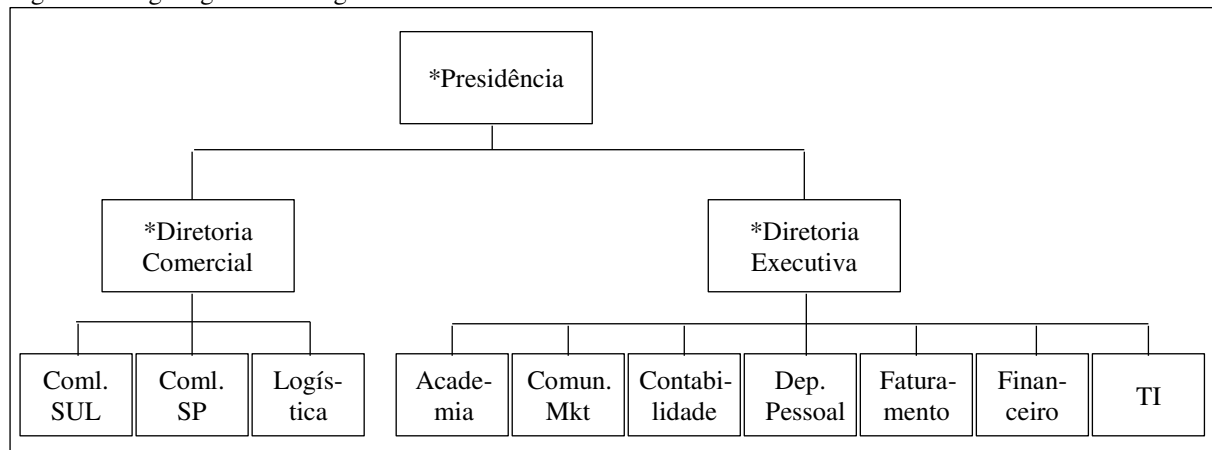 *Presidência
*Diretoria
Comercial
*Diretoria
Executiva
Coml.
SUL
Coml.
SP
Logís-
tica
Acade-
mia
Comun.
Mkt
Contabi-
lidade
Dep.
Pessoal
Fatura-
mento
Finan-
ceiro
TI